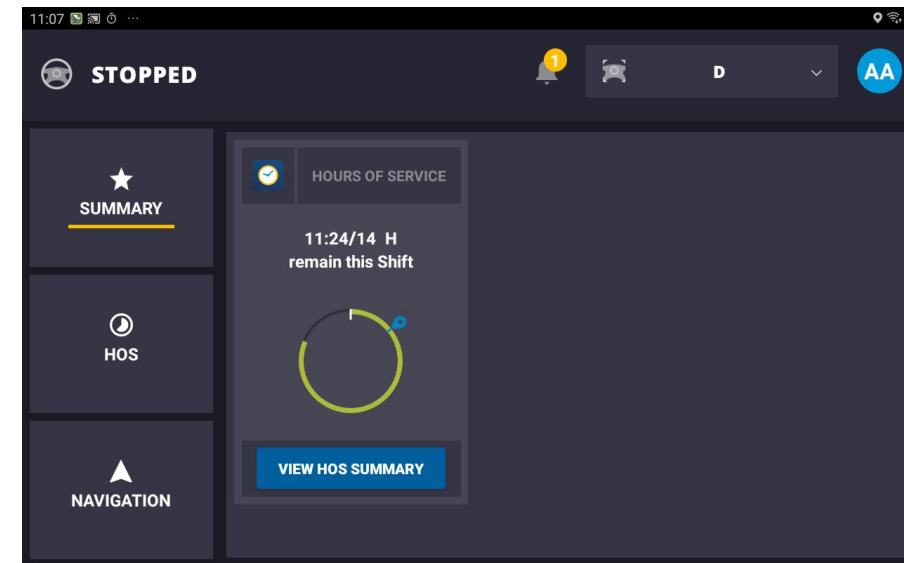 11:07
STOPPED
1
D
AA
SUMMARY
HOURS OF SERVICE
11:24/14 H
remain this Shift
HOS
VIEW HOS SUMMARY
NAVIGATION